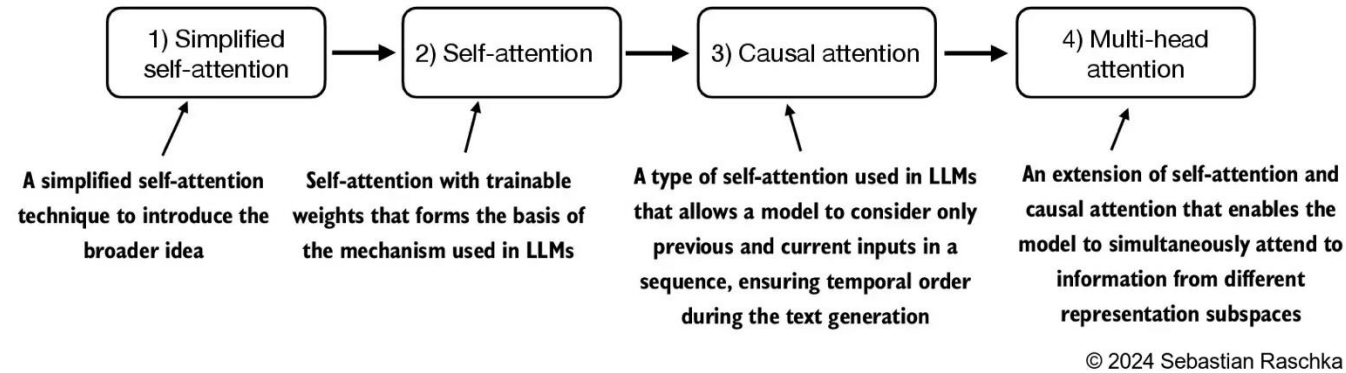 1) Simplified
self-attention
2) Self-attention
3) Causal attention
4) Multi-head
attention
A simplified self-attention
technique to introduce the
broader idea
Self-attention with trainable
weights that forms the basis of
the mechanism used in LLMs
A type of self-attention used in LLMs
that allows a model to consider only
previous and current inputs in a
sequence, ensuring temporal order
during the text generation
An extension of self-attention and
causal attention that enables the
model to simultaneously attend to
information from different
representation subspaces
© 2024 Sebastian Raschka